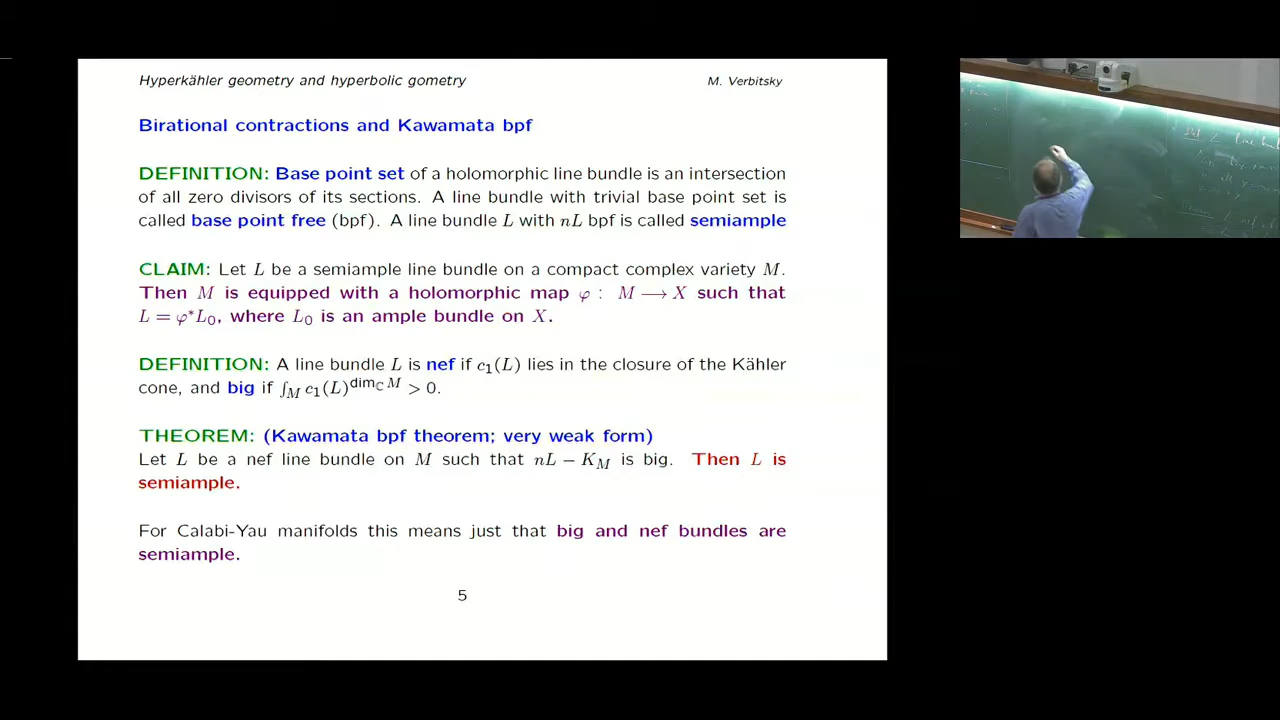 Hyperkähler geometry and hyperbolic gometry M. Verbitsky
Birational contractions and Kawamata bpf
DEFINITION: Base point set of a holomorphic line bundle is an intersection
of all zero divisors of its sections. A line bundle with trivial base point set is
called base point free (bpf). A line bundle L with nL bpf is called semiample
CLAIM: Let L be a semiample line bundle on a compact complex variety M.
Then M is equipped with a holomorphic map φ : M ⟶ X such that
L = φ*L₀, where L₀ is an ample bundle on X.
DEFINITION: A line bundle L is nef if c₁(L) lies in the closure of the Kähler
cone, and big if ∫_M c₁(L)^{dim_ℂ M} > 0.
THEOREM: (Kawamata bpf theorem; very weak form)
Let L be a nef line bundle on M such that nL − K_M is big. Then L is
semiample.
For Calabi-Yau manifolds this means just that big and nef bundles are
semiample.
5